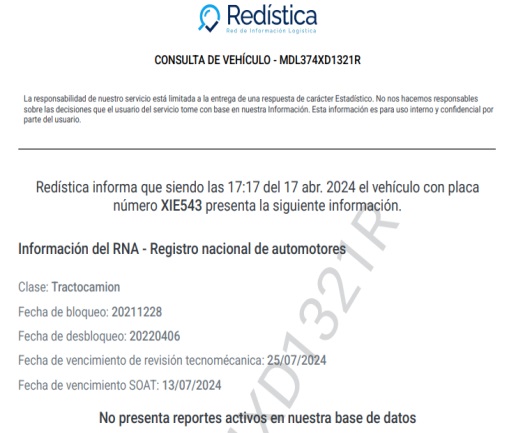 Redística
Red de Información Logística
CONSULTA DE VEHÍCULO - MDL374XD1321R
La responsabilidad de nuestro servicio está limitada a la entrega de una respuesta de carácter Estadístico. No nos hacemos responsables
sobre las decisiones que el usuario del servicio tome con base en nuestra Información. Esta información es para uso interno y confidencial por
parte del usuario.
Redística informa que siendo las 17:17 del 17 abr. 2024 el vehículo con placa
número XIE543 presenta la siguiente información.
Información del RNA - Registro nacional de automotores
Clase: Tractocamion
Fecha de bloqueo: 20211228
Fecha de desbloqueo: 20220406
Fecha de vencimiento de revisión tecnomécanica: 25/07/2024
Fecha de vencimiento SOAT: 13/07/2024
No presenta reportes activos en nuestra base de datos
XD1321R